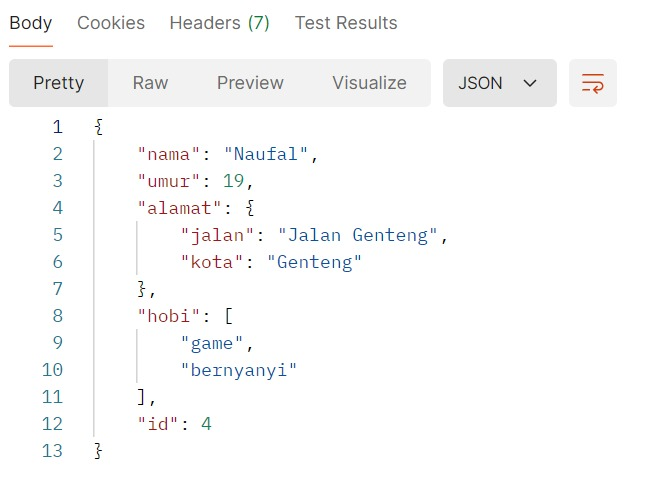 Body Cookies Headers (7) Test Results
Pretty Raw Preview Visualize JSON
1 {
2 "nama": "Naufal",
3 "umur": 19,
4 "alamat": {
5 "jalan": "Jalan Genteng",
6 "kota": "Genteng"
7 },
8 "hobi": [
9 "game",
10 "bernyanyi"
11 ],
12 "id": 4
13 }